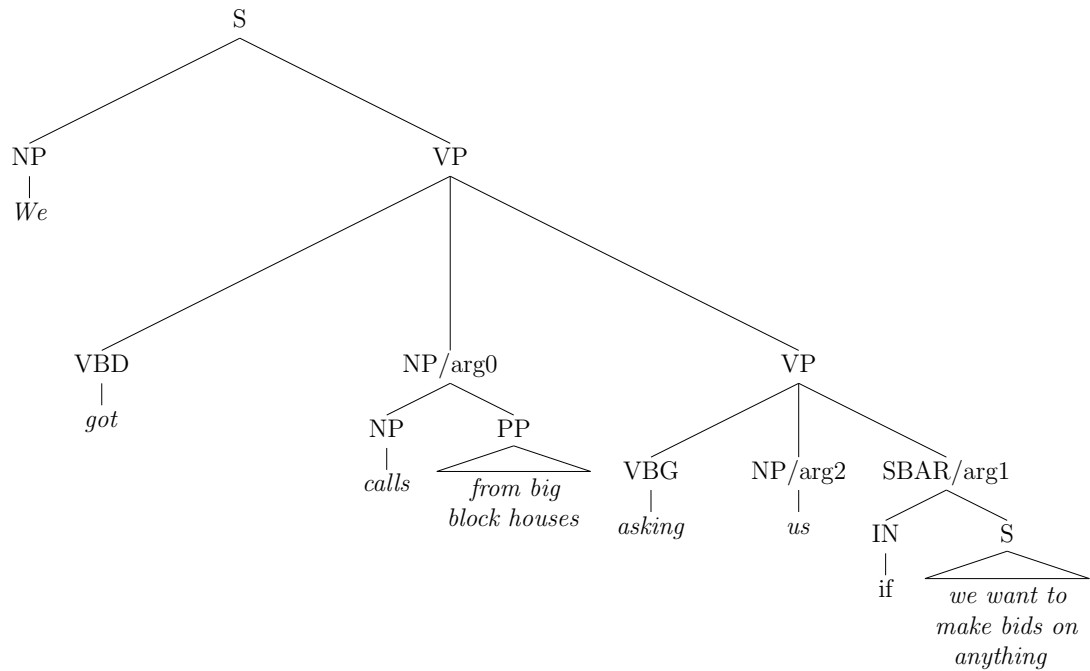 S
NP VP
We
VBD NP/arg0 VP
got NP PP VBG NP/arg2 SBAR/arg1
calls from big
block houses asking us IN S
if we want to
make bids on
anything